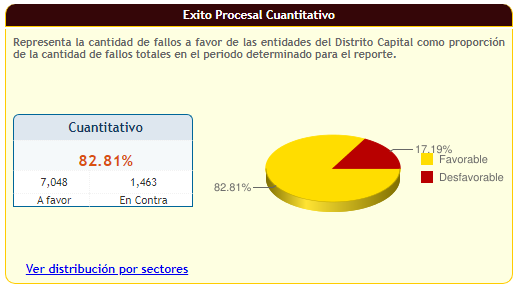 Exito Procesal Cuantitativo
Representa la cantidad de fallos a favor de las entidades del Distrito Capital como proporción
de la cantidad de fallos totales en el periodo determinado para el reporte.
Cuantitativo
82.81%
7,048 1,463
A favor En Contra
17.19%
82.81%
Favorable
Desfavorable
Ver distribución por sectores